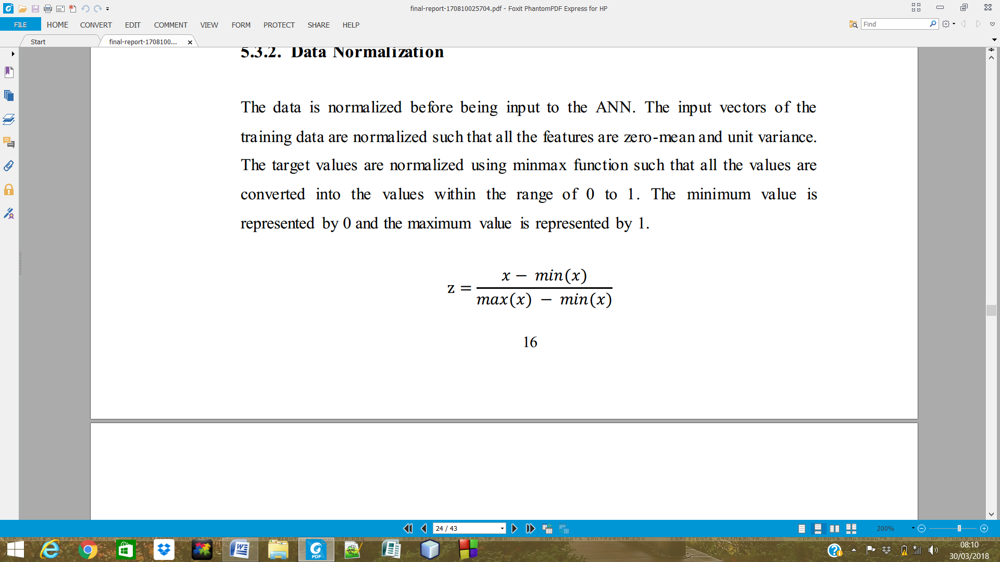 final-report-170810025704.pdf - Foxit PhantomPDF Express for HP
FILE HOME CONVERT EDIT COMMENT VIEW FORM PROTECT SHARE HELP
Find
Start final-report-1708100...
5.3.2. Data Normalization
The data is normalized before being input to the ANN. The input vectors of the
training data are normalized such that all the features are zero-mean and unit variance.
The target values are normalized using minmax function such that all the values are
converted into the values within the range of 0 to 1. The minimum value is
represented by 0 and the maximum value is represented by 1.
z = x − min(x) / max(x) − min(x)
16
24 / 43
200%
COPYRIGHTS SANTABANTA.COM
PDF
08:10
30/03/2018